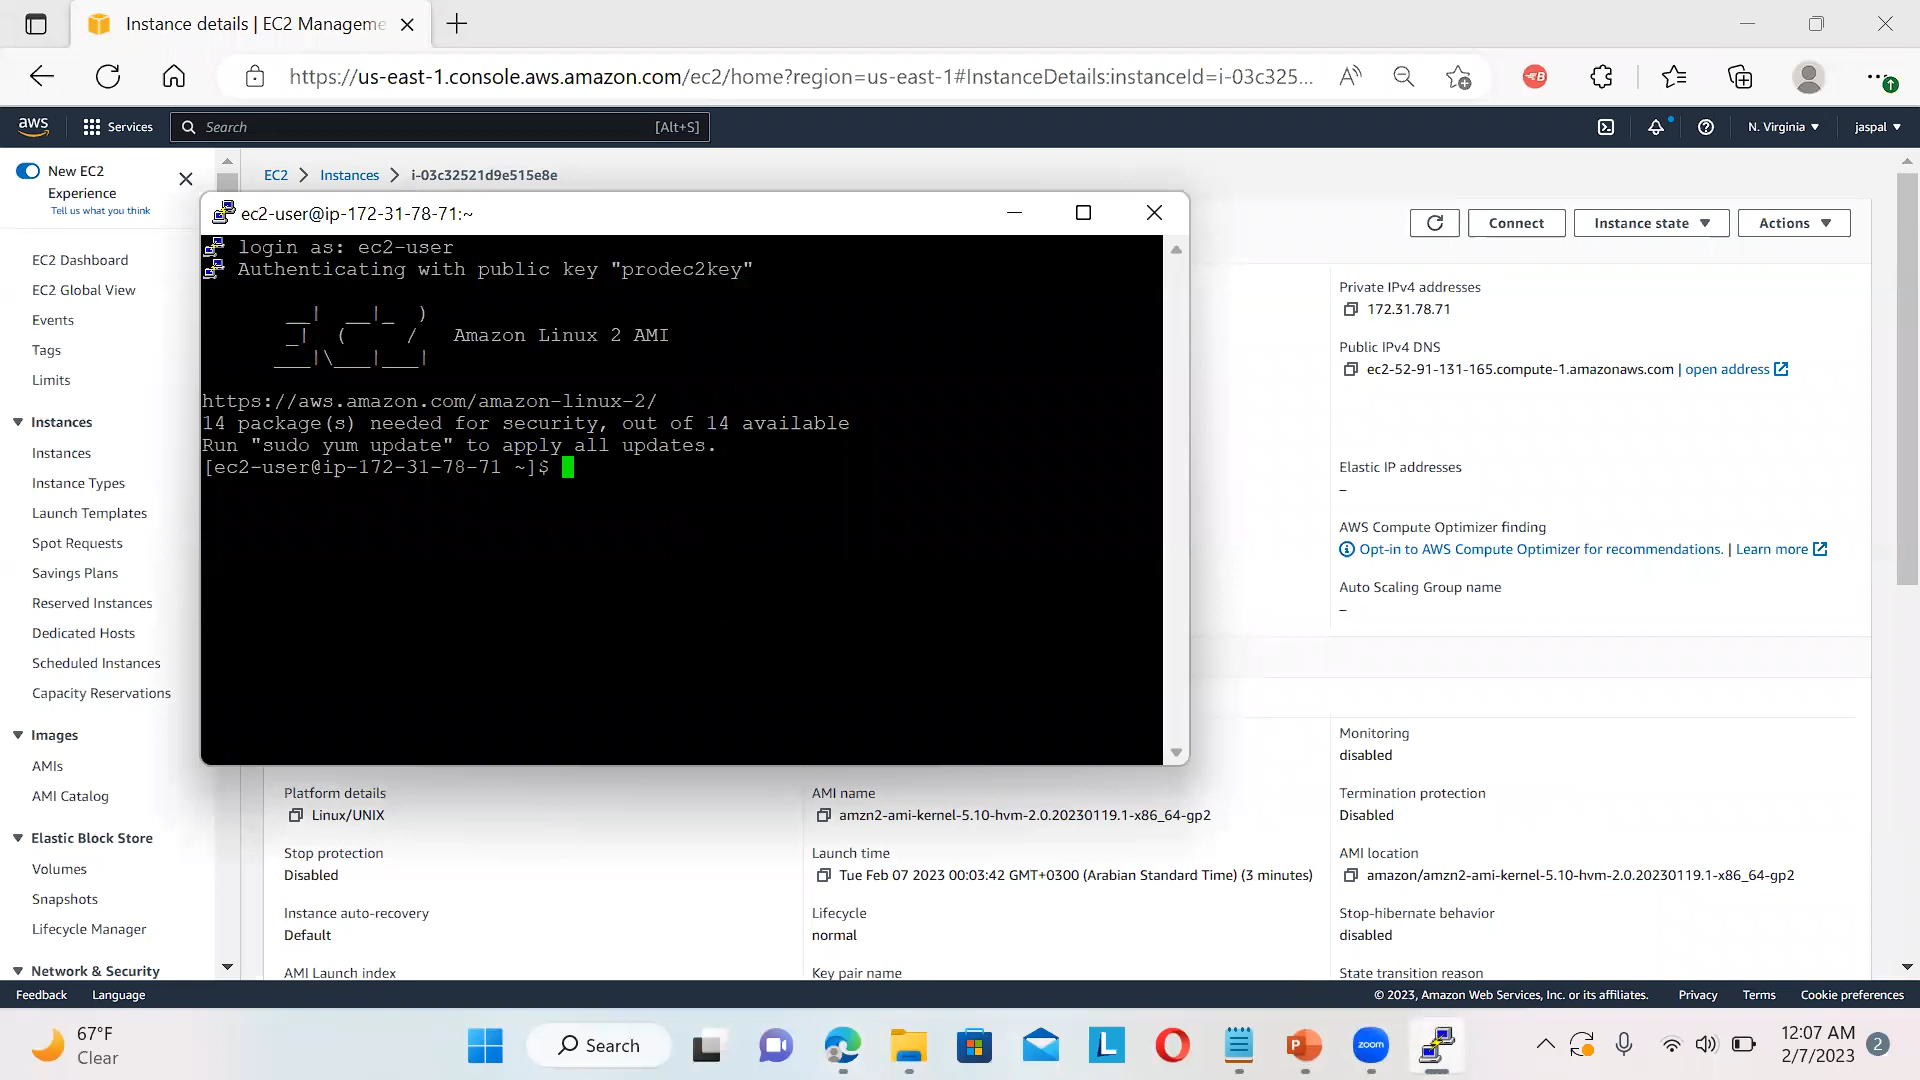 Instance details | EC2 Manageme
https://us-east-1.console.aws.amazon.com/ec2/home?region=us-east-1#InstanceDetails:instanceId=i-03c325...
aws
Services
Search
[Alt+S]
N. Virginia
jaspal
New EC2
Experience
Tell us what you think
EC2 Dashboard
EC2 Global View
Events
Tags
Limits
Instances
Instances
Instance Types
Launch Templates
Spot Requests
Savings Plans
Reserved Instances
Dedicated Hosts
Scheduled Instances
Capacity Reservations
Images
AMIs
AMI Catalog
Elastic Block Store
Volumes
Snapshots
Lifecycle Manager
Network & Security
EC2 > Instances > i-03c32521d9e515e8e
Connect
Instance state
Actions
ec2-user@ip-172-31-78-71:~
login as: ec2-user
Authenticating with public key "prodec2key"
       __|  __|_  )
       _|  (     /   Amazon Linux 2 AMI
      ___|\___|___|
https://aws.amazon.com/amazon-linux-2/
14 package(s) needed for security, out of 14 available
Run "sudo yum update" to apply all updates.
[ec2-user@ip-172-31-78-71 ~]$
Private IPv4 addresses
172.31.78.71
Public IPv4 DNS
ec2-52-91-131-165.compute-1.amazonaws.com | open address
Elastic IP addresses
–
AWS Compute Optimizer finding
Opt-in to AWS Compute Optimizer for recommendations. | Learn more
Auto Scaling Group name
–
Monitoring
disabled
Platform details
Linux/UNIX
AMI name
amzn2-ami-kernel-5.10-hvm-2.0.20230119.1-x86_64-gp2
Termination protection
Disabled
Stop protection
Disabled
Launch time
Tue Feb 07 2023 00:03:42 GMT+0300 (Arabian Standard Time) (3 minutes)
AMI location
amazon/amzn2-ami-kernel-5.10-hvm-2.0.20230119.1-x86_64-gp2
Instance auto-recovery
Default
Lifecycle
normal
Stop-hibernate behavior
disabled
AMI Launch index
Key pair name
State transition reason
Feedback
Language
© 2023, Amazon Web Services, Inc. or its affiliates.
Privacy
Terms
Cookie preferences
67°F
Clear
Search
L
P
zoom
12:07 AM
2/7/2023
2